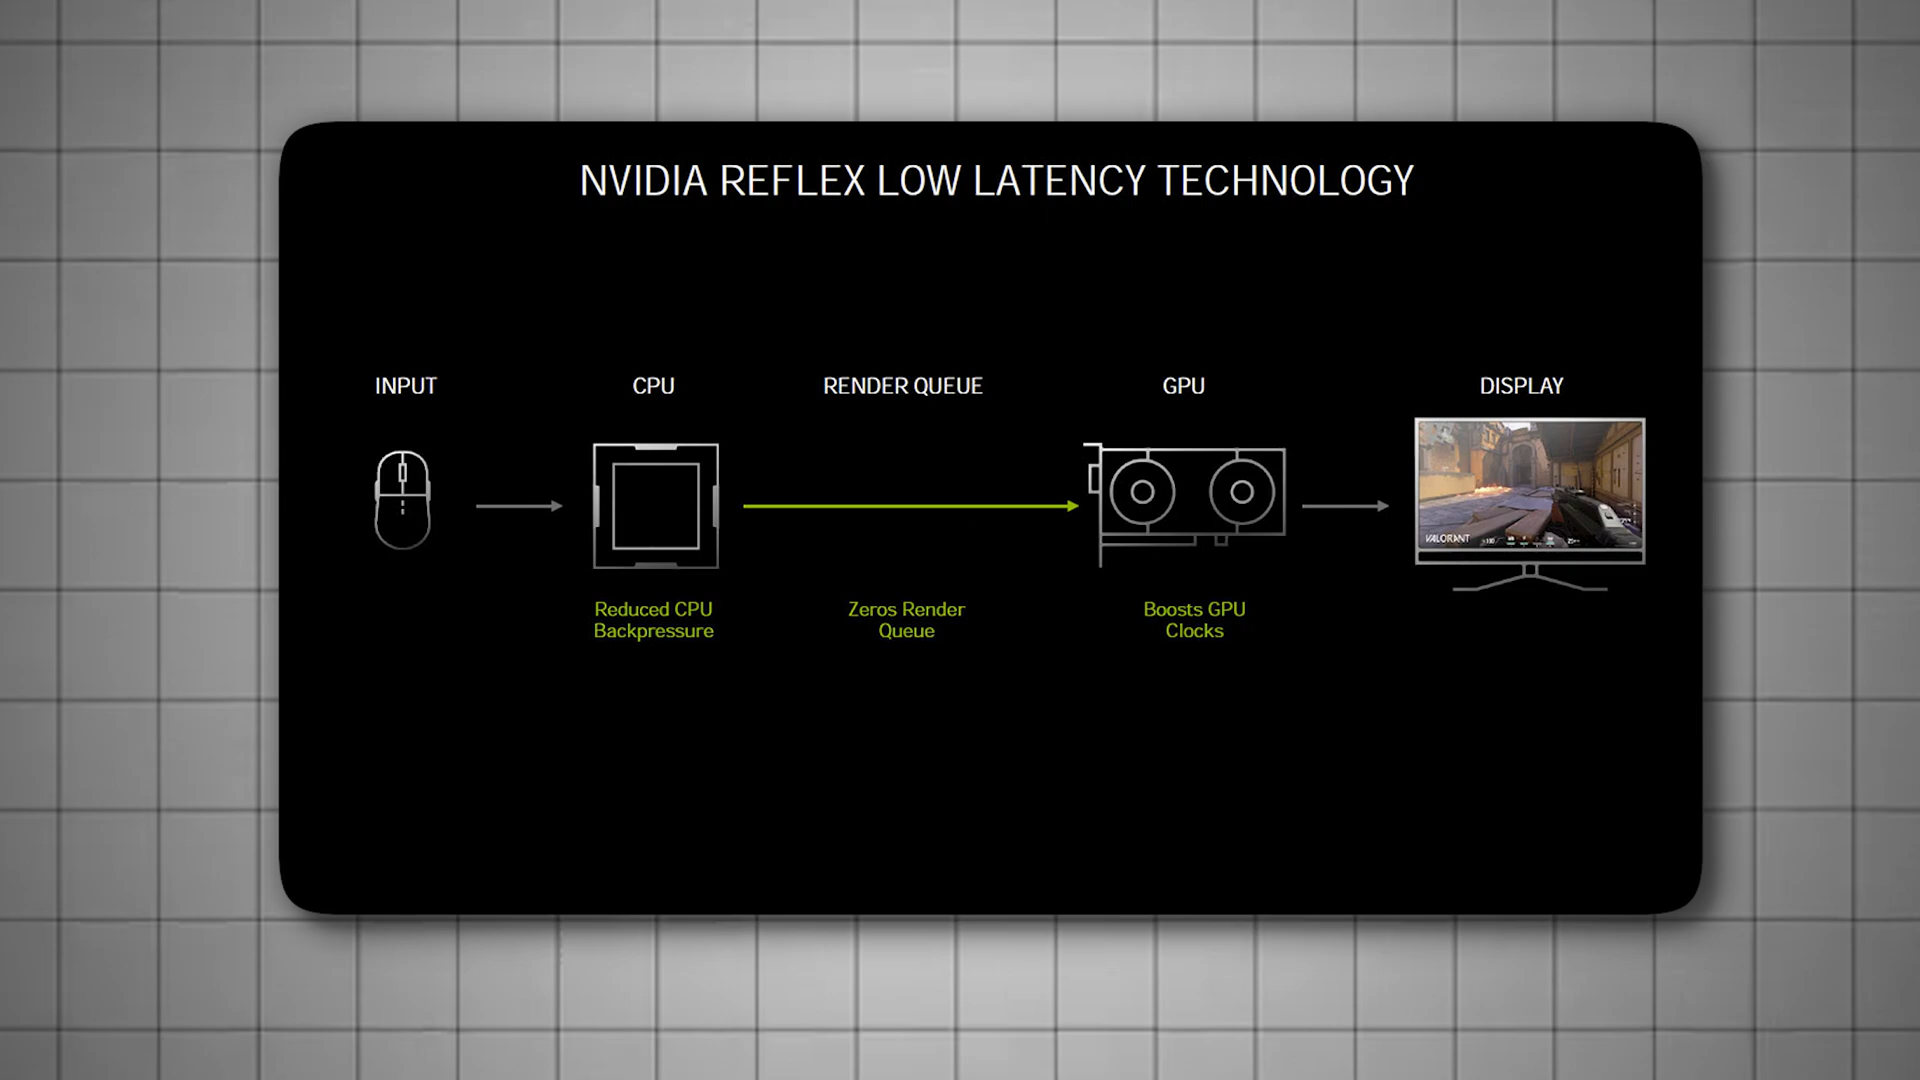 NVIDIA REFLEX LOW LATENCY TECHNOLOGY
INPUT
CPU
RENDER QUEUE
GPU
DISPLAY
VALORANT
Reduced CPU
Backpressure
Zeros Render
Queue
Boosts GPU
Clocks